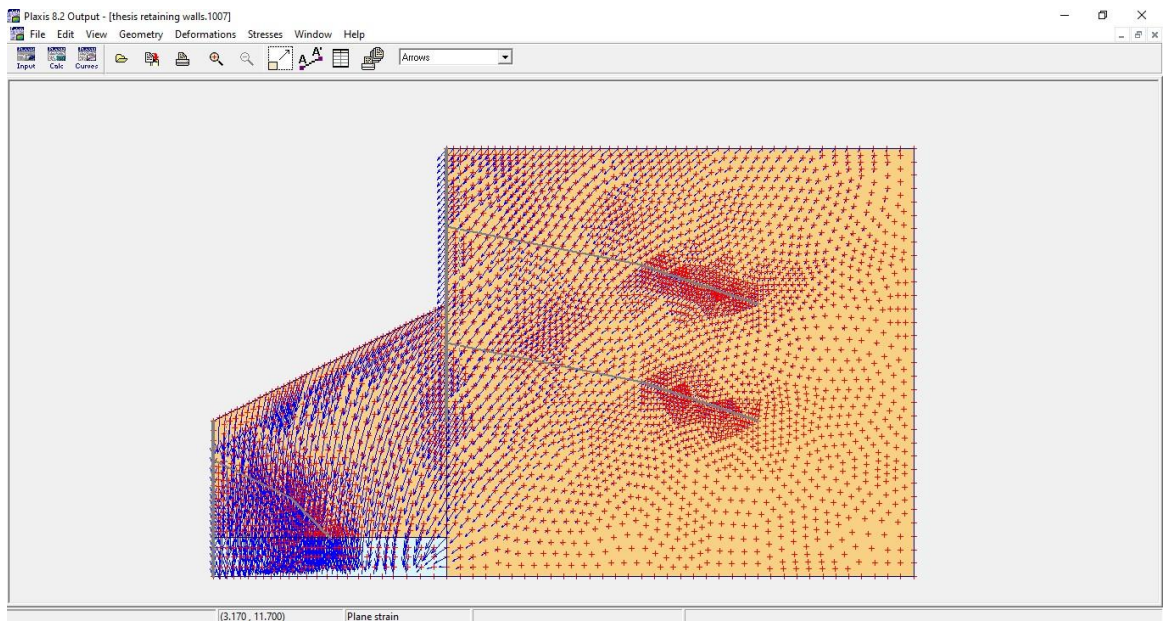 Plaxis 8.2 Output - [thesis retaining walls.1007]
File Edit View Geometry Deformations Stresses Window Help
Input Calc Curves A A' Arrows
(3.170 , 11.700) Plane strain